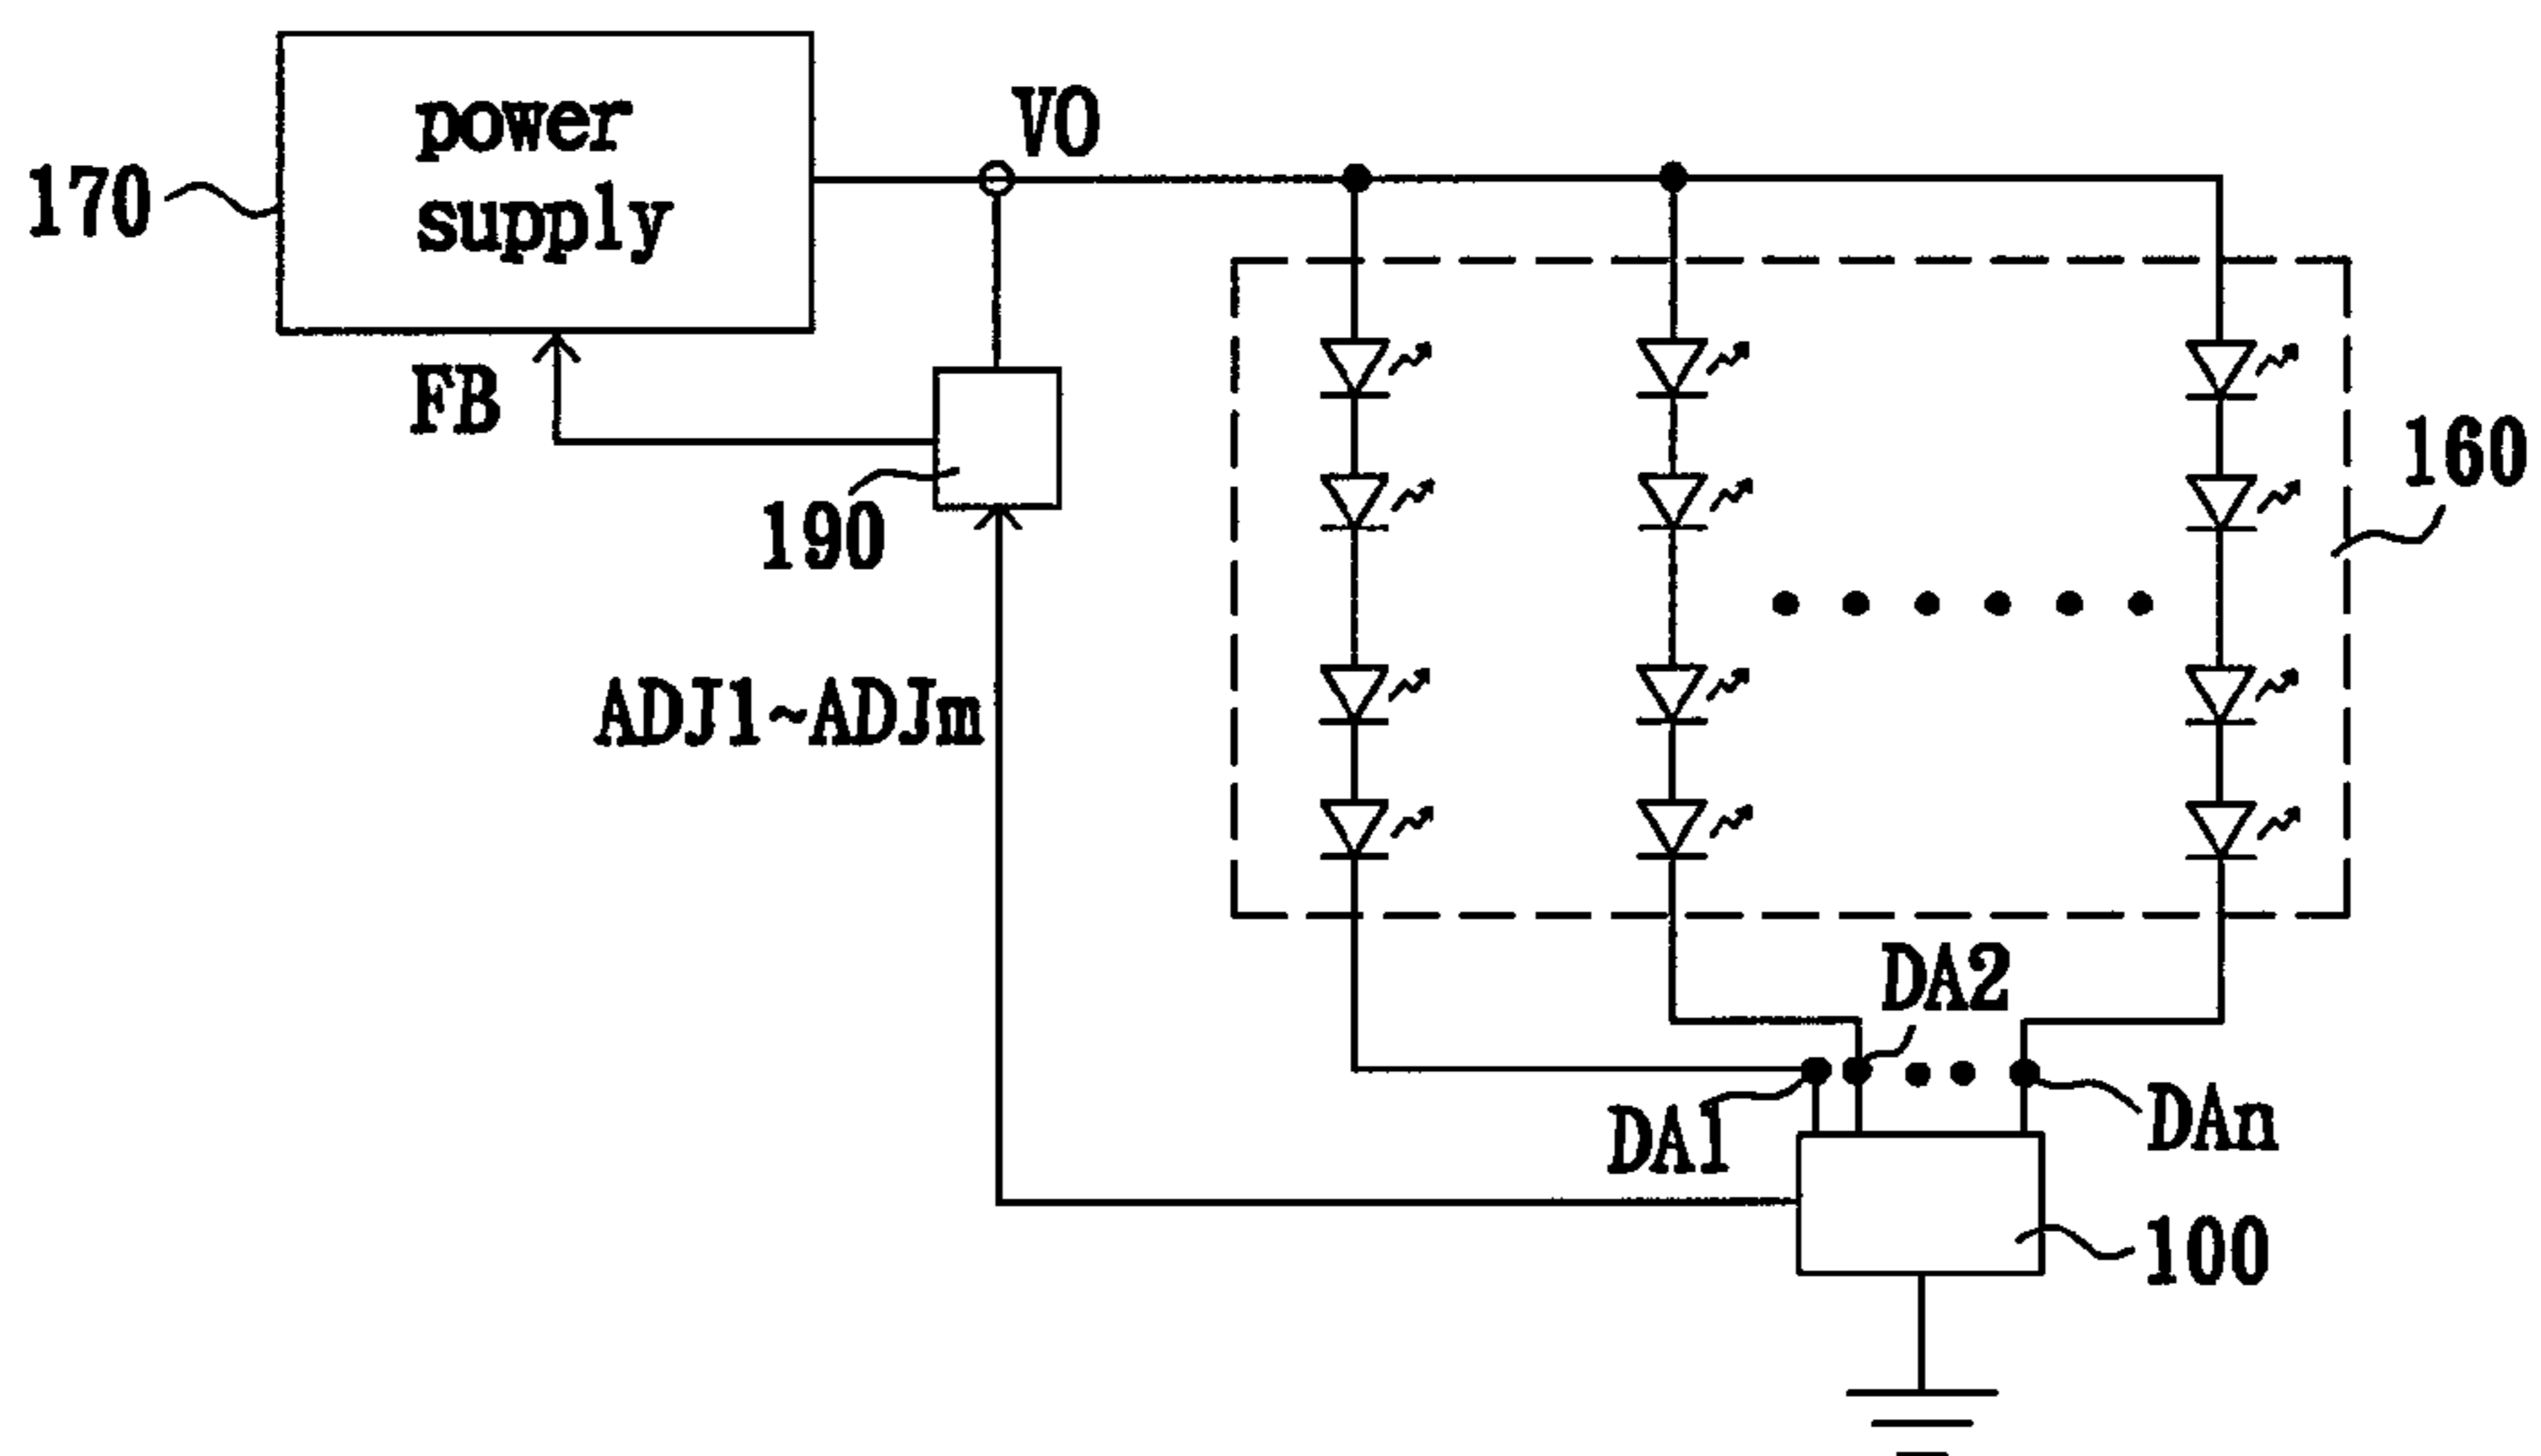 power
supply
VO
170
FB
190
160
ADJ1~ADJm
DA2
DA1
DAn
100